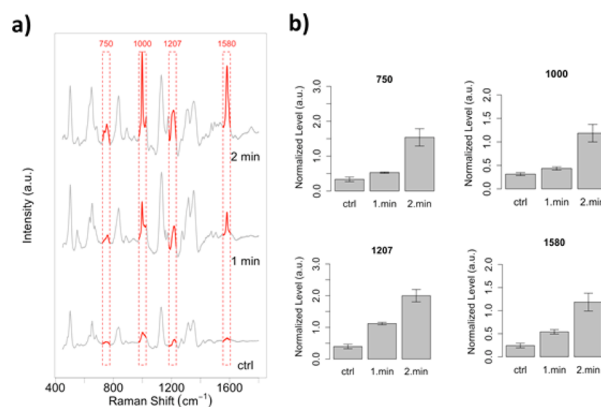 a)
750 1000 1207 1580
Intensity (a.u.)
2 min
1 min
ctrl
400 800 1200 1600
Raman Shift (cm⁻¹)
b)
750
Normalized Level (a.u.)
0.0 1.0 2.0 3.0
ctrl 1.min 2.min
1000
Normalized Level (a.u.)
0.0 0.5 1.0 1.5 2.0
ctrl 1.min 2.min
1207
Normalized Level (a.u.)
0.0 1.0 2.0 3.0
ctrl 1.min 2.min
1580
Normalized Level (a.u.)
0.0 0.5 1.0 1.5 2.0
ctrl 1.min 2.min